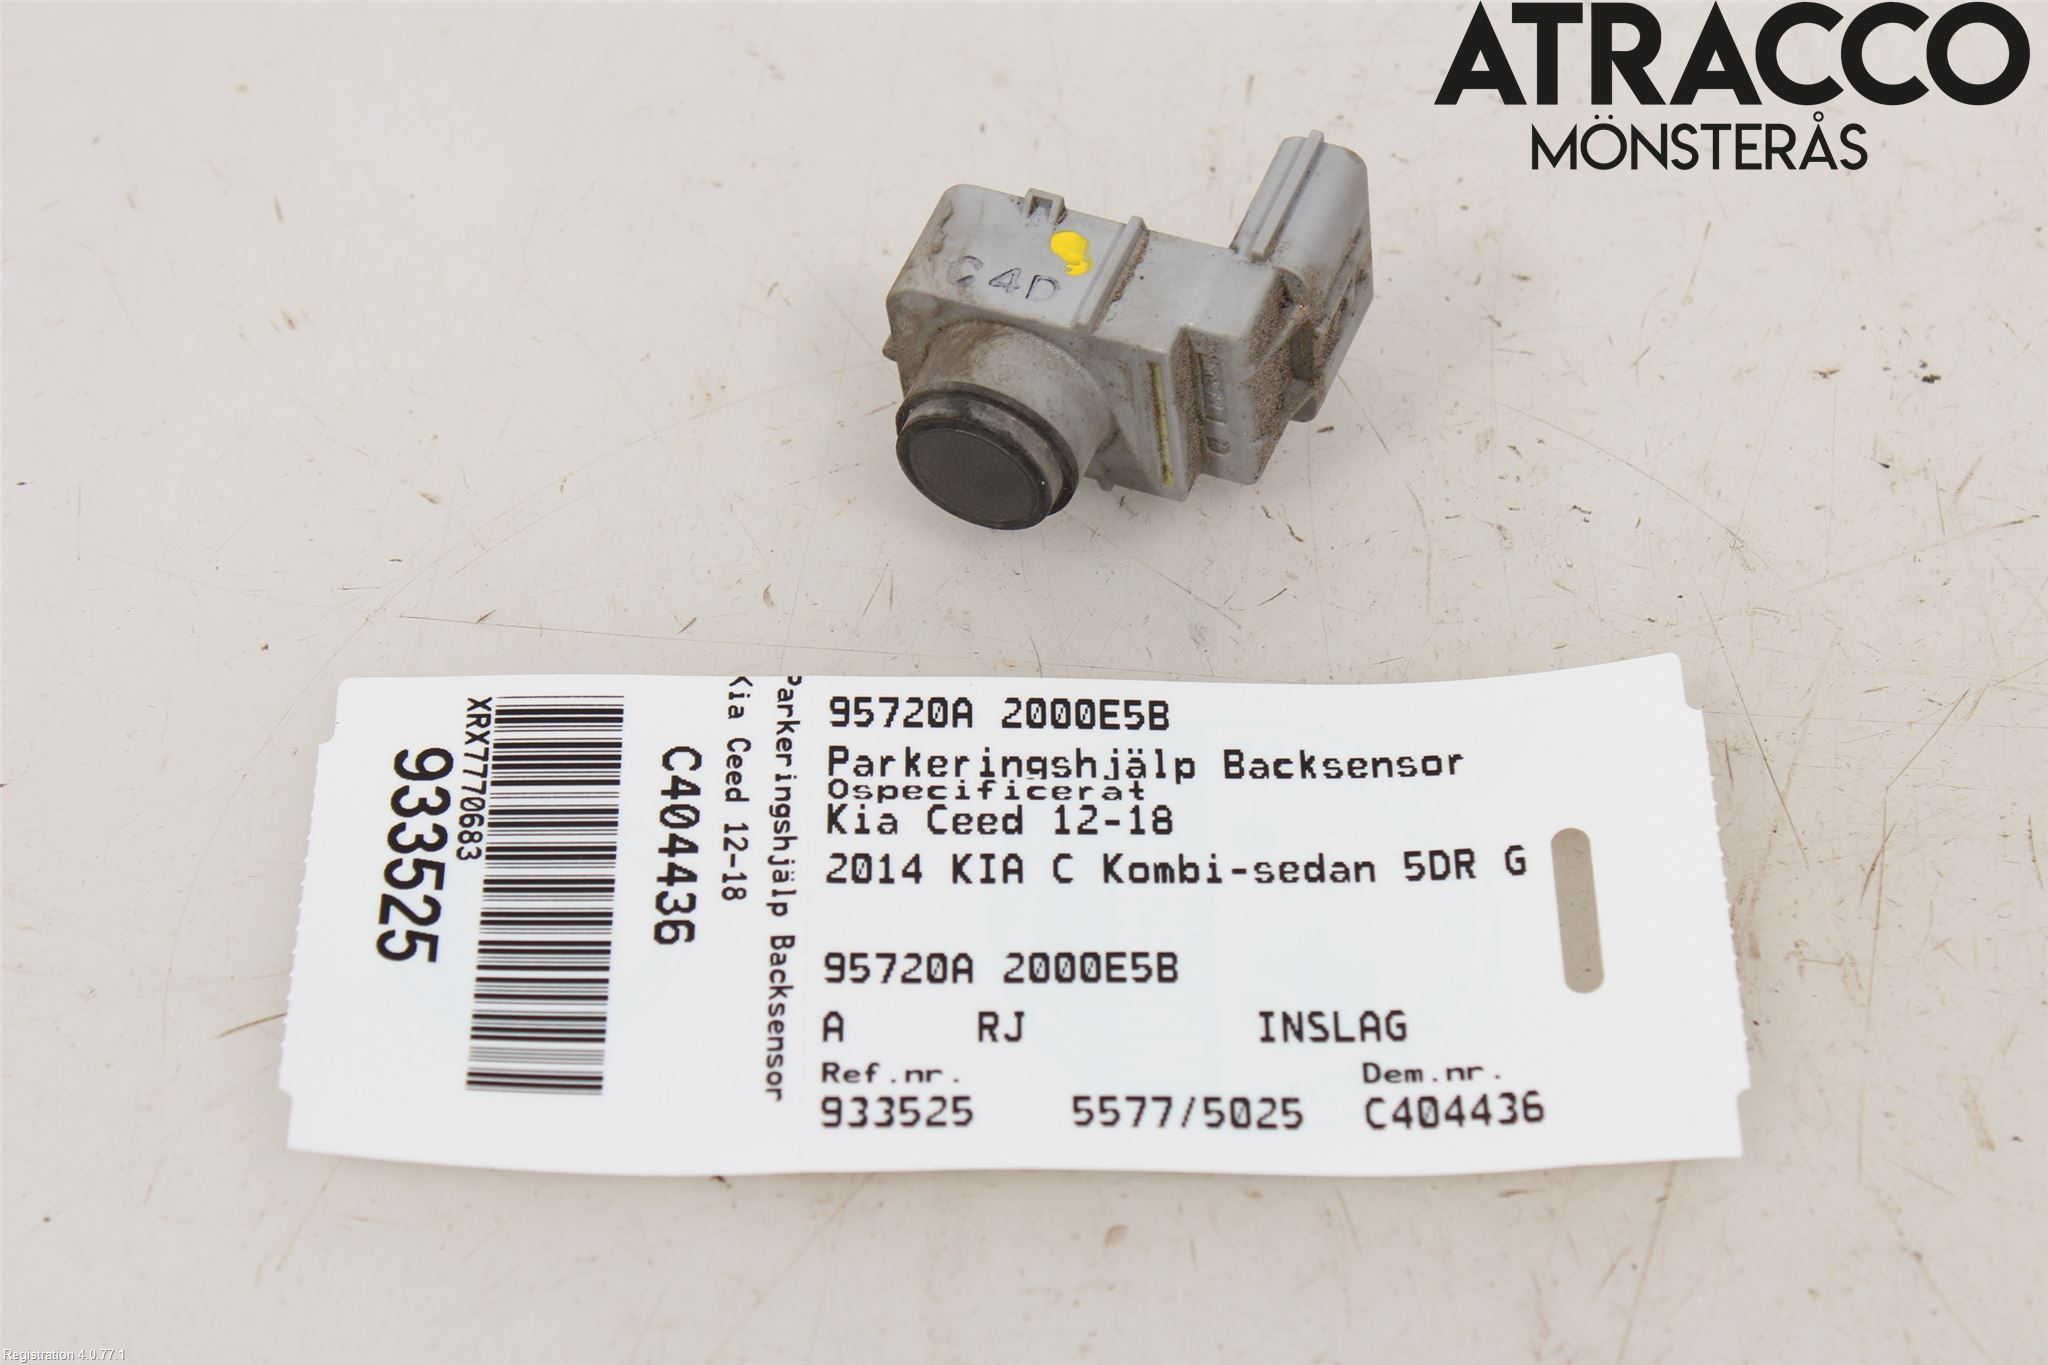 ATRACCO
MÖNSTERÅS
C4D
95720A 2000E5B
Parkeringshjälp Backsensor
Ospecificerat
Kia Ceed 12-18
2014 KIA C Kombi-sedan 5DR G
95720A 2000E5B
A RJ INSLAG
Ref.nr. Dem.nr.
933525 5577/5025 C404436
Parkeringshjälp Backsensor
Kia Ceed 12-18
C404436
XRX7770683
933525
Registration 4.0.77.1